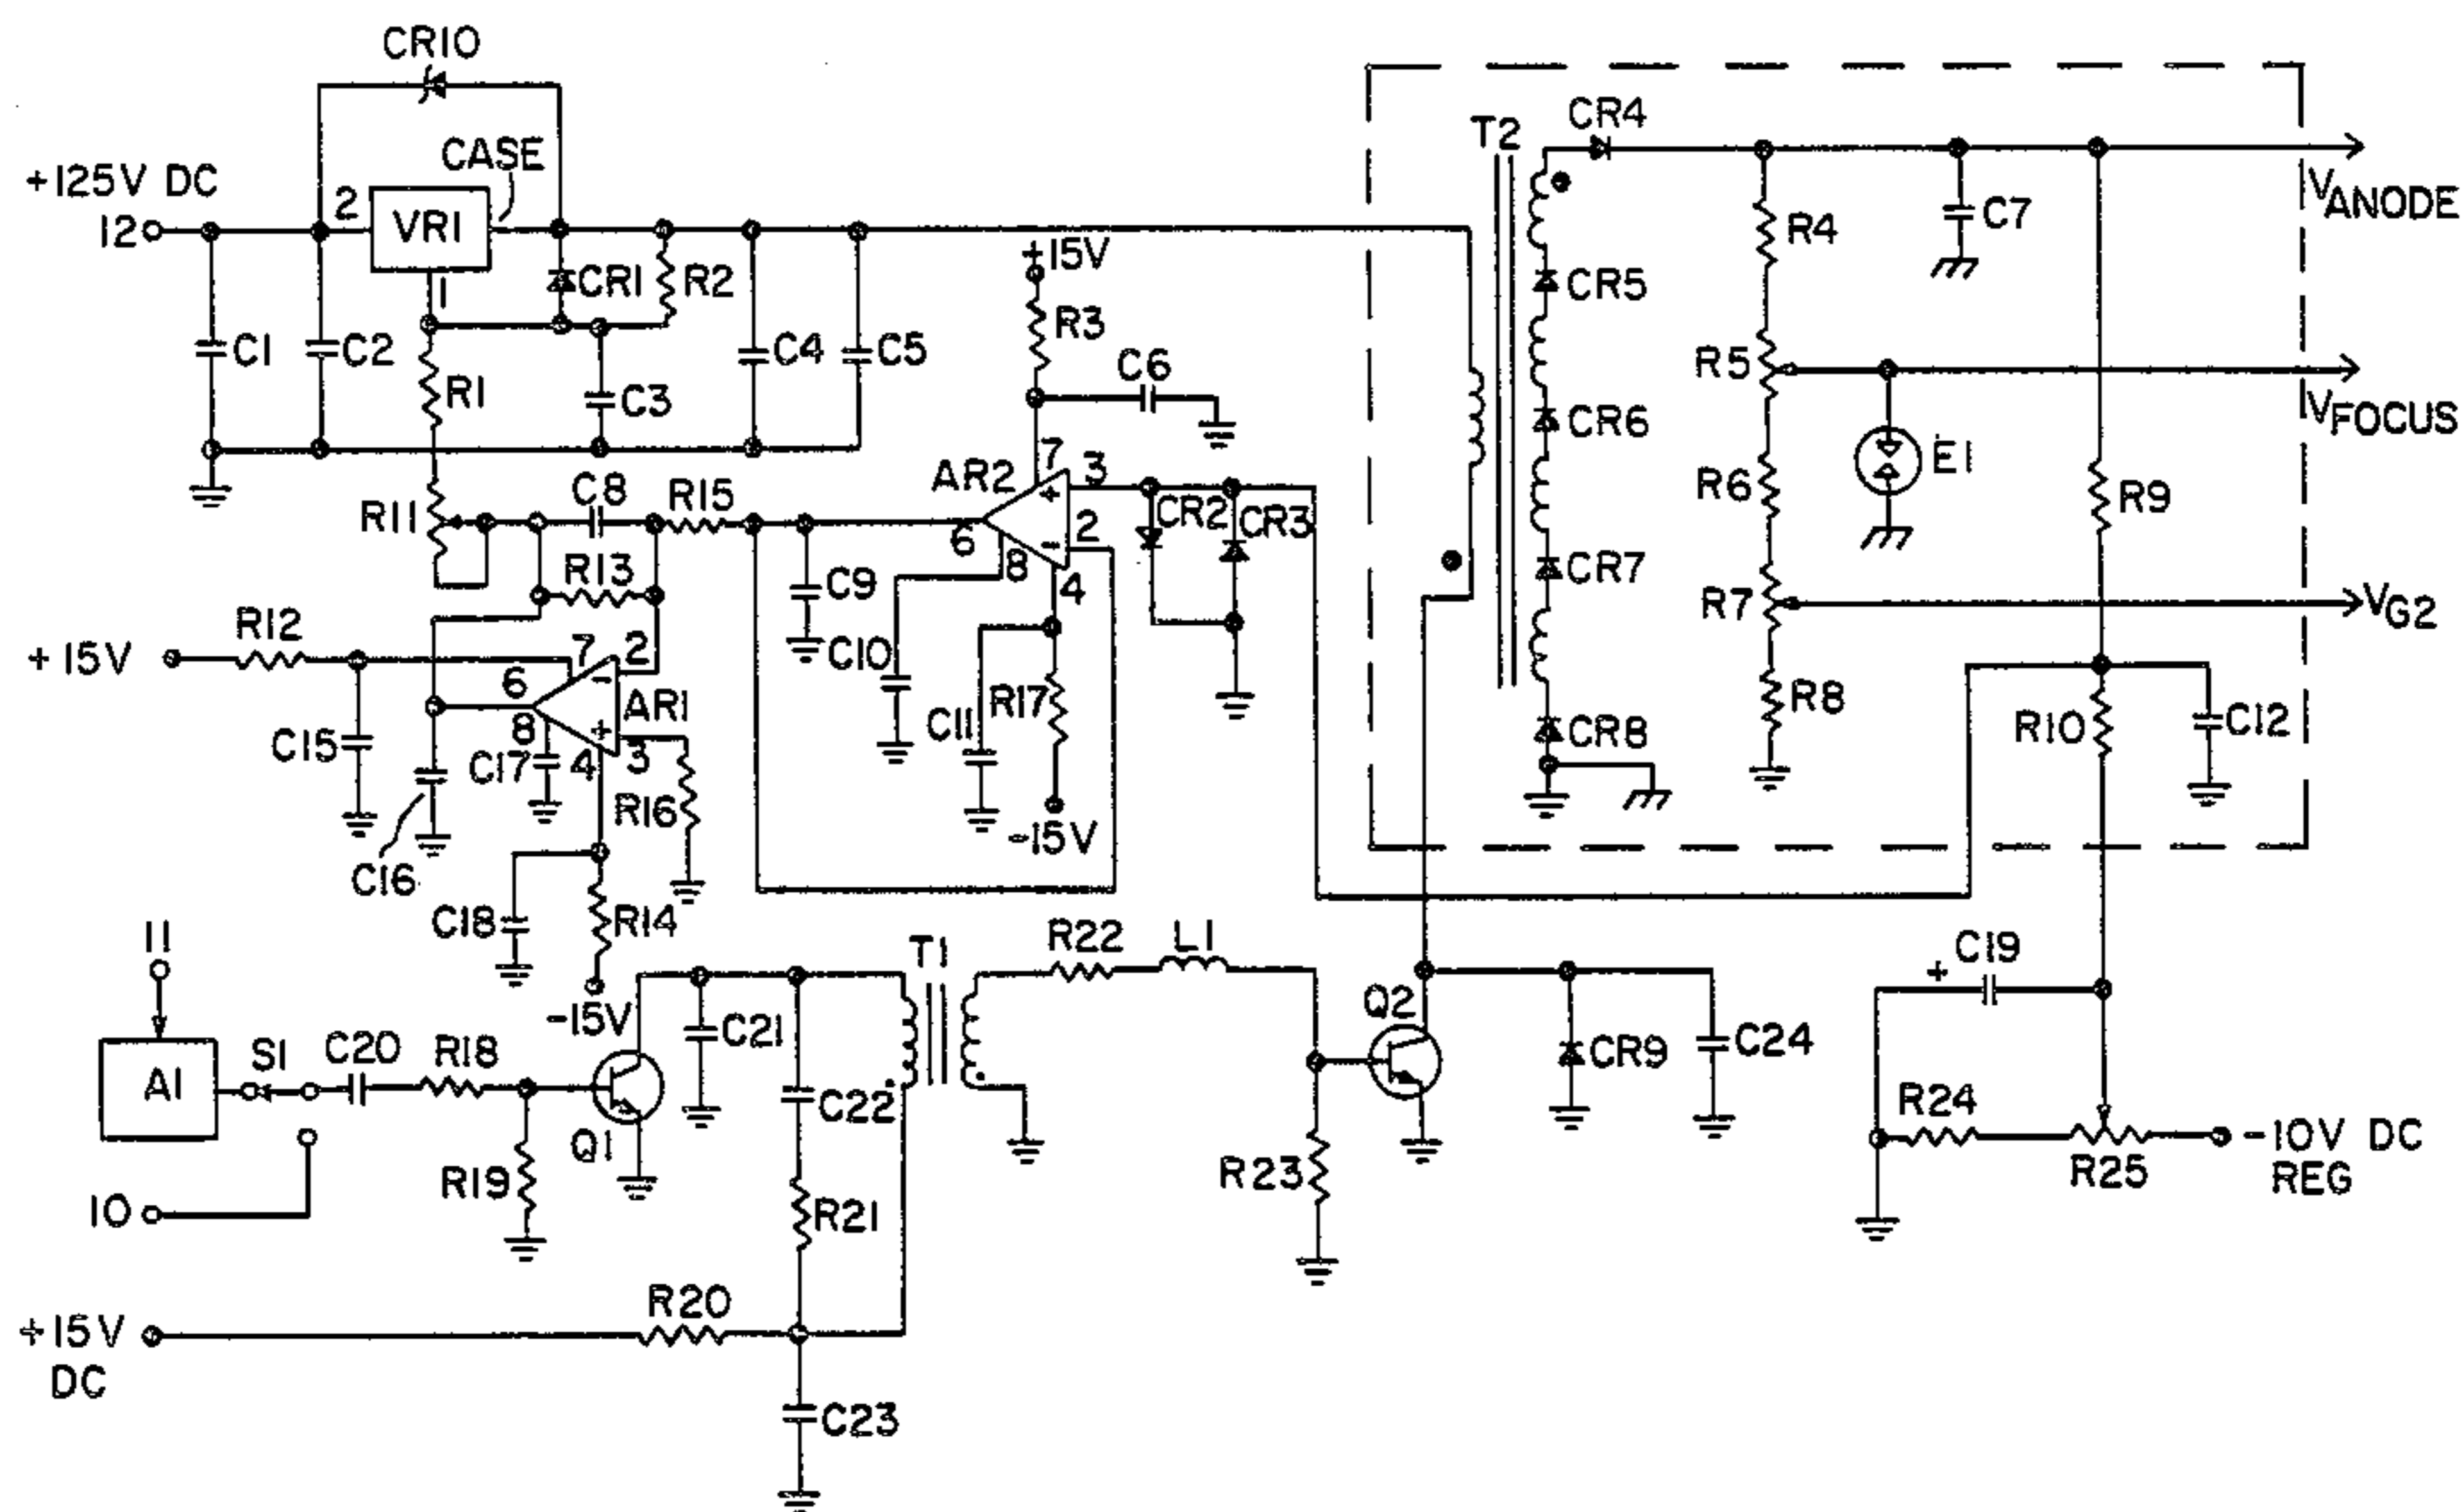 CR10
CASE
+125V DC
12
2
VR1
1
CR1
R2
C1
C2
R1
C3
C4
C5
+15V
R3
C6
T2
CR4
CR5
CR6
CR7
CR8
R4
C7
VANODE
R5
VFOCUS
E1
R6
R9
R7
VG2
R8
R10
C12
R11
C8
R15
AR2
7
3
+
6
-
2
8
4
CR2
CR3
R13
C9
C10
C11
R17
-15V
+15V
R12
7
2
6
-
AR1
8
+
4
3
C15
C16
C17
R16
C18
R14
-15V
11
A1
S1
C20
R18
10
R19
Q1
C21
T1
C22
R21
R20
+15V
DC
C23
R22
L1
Q2
R23
CR9
C24
+
C19
R24
R25
-10V DC
REG